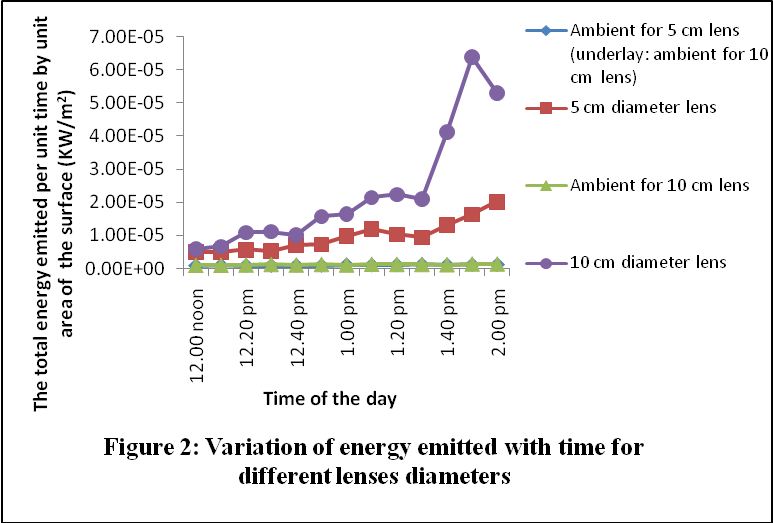 The total energy emitted per unit time by unit
area of the surface (KW/m²)
7.00E-05
6.00E-05
5.00E-05
4.00E-05
3.00E-05
2.00E-05
1.00E-05
0.00E+00
12.00 noon
12.20 pm
12.40 pm
1.00 pm
1.20 pm
1.40 pm
2.00 pm
Time of the day
Ambient for 5 cm lens
(underlay: ambient for 10
cm lens)
5 cm diameter lens
Ambient for 10 cm lens
10 cm diameter lens
Figure 2: Variation of energy emitted with time for
different lenses diameters